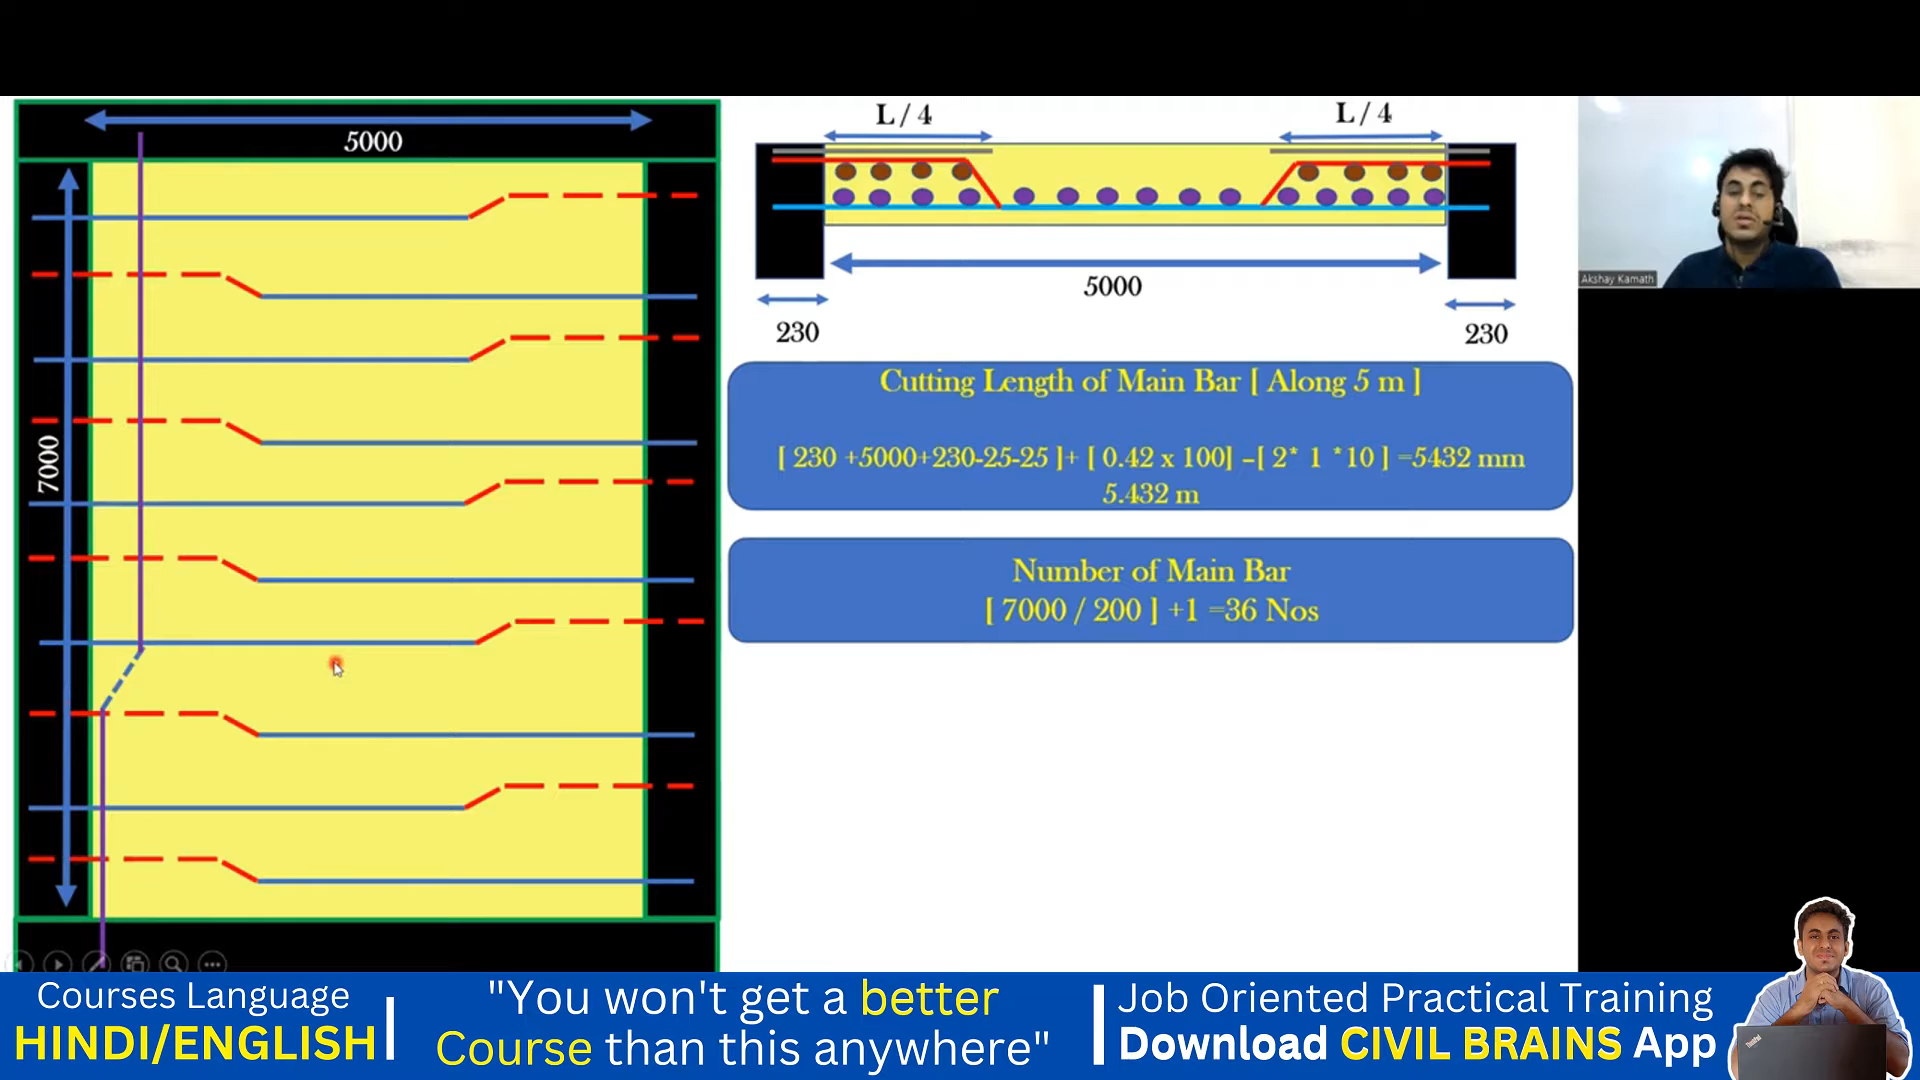 5000
7000
L / 4
L / 4
5000
230
230
Cutting Length of Main Bar [ Along 5 m ]
[ 230 +5000+230-25-25 ]+ [ 0.42 x 100] –[ 2* 1 *10 ] =5432 mm
5.432 m
Number of Main Bar
[ 7000 / 200 ] +1 =36 Nos
Akshay Kamath
Courses Language
HINDI/ENGLISH
"You won't get a better
Course than this anywhere"
Job Oriented Practical Training
Download CIVIL BRAINS App
ThinkPad